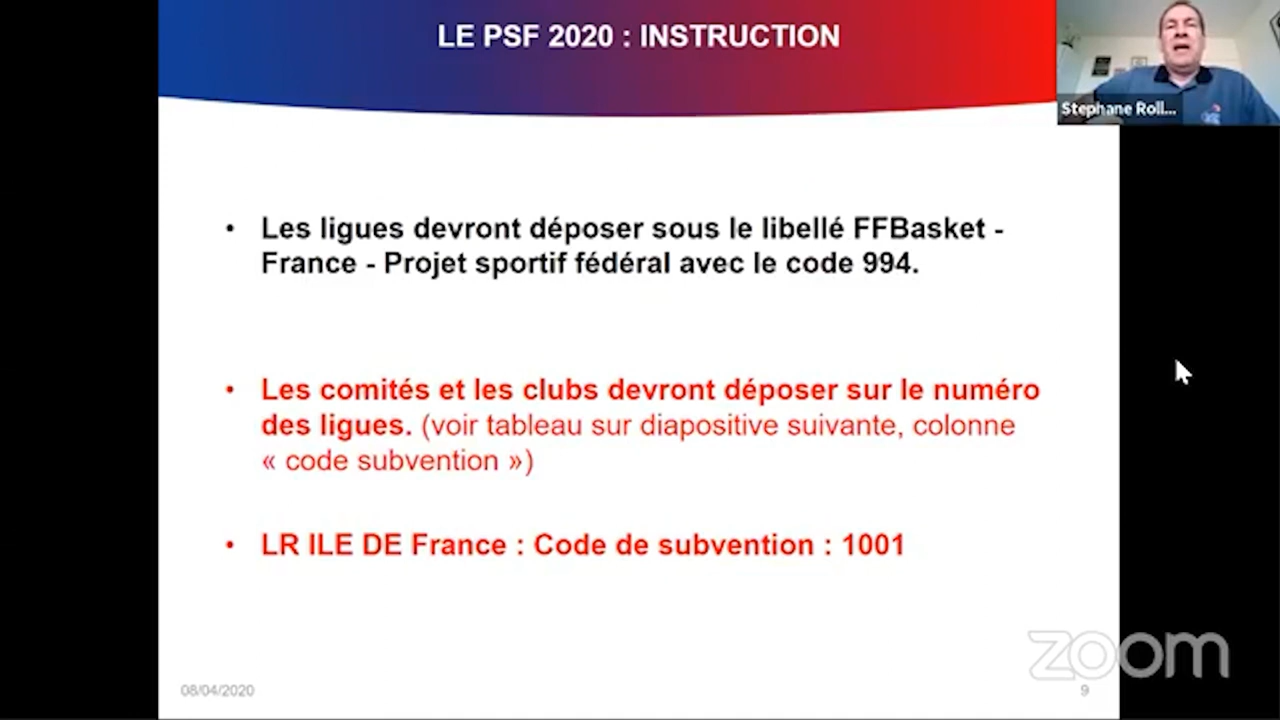 LE PSF 2020 : INSTRUCTION
Stephane Roll...
• Les ligues devront déposer sous le libellé FFBasket -
France - Projet sportif fédéral avec le code 994.
• Les comités et les clubs devront déposer sur le numéro
des ligues. (voir tableau sur diapositive suivante, colonne
« code subvention »)
• LR ILE DE France : Code de subvention : 1001
zoom
08/04/2020
9